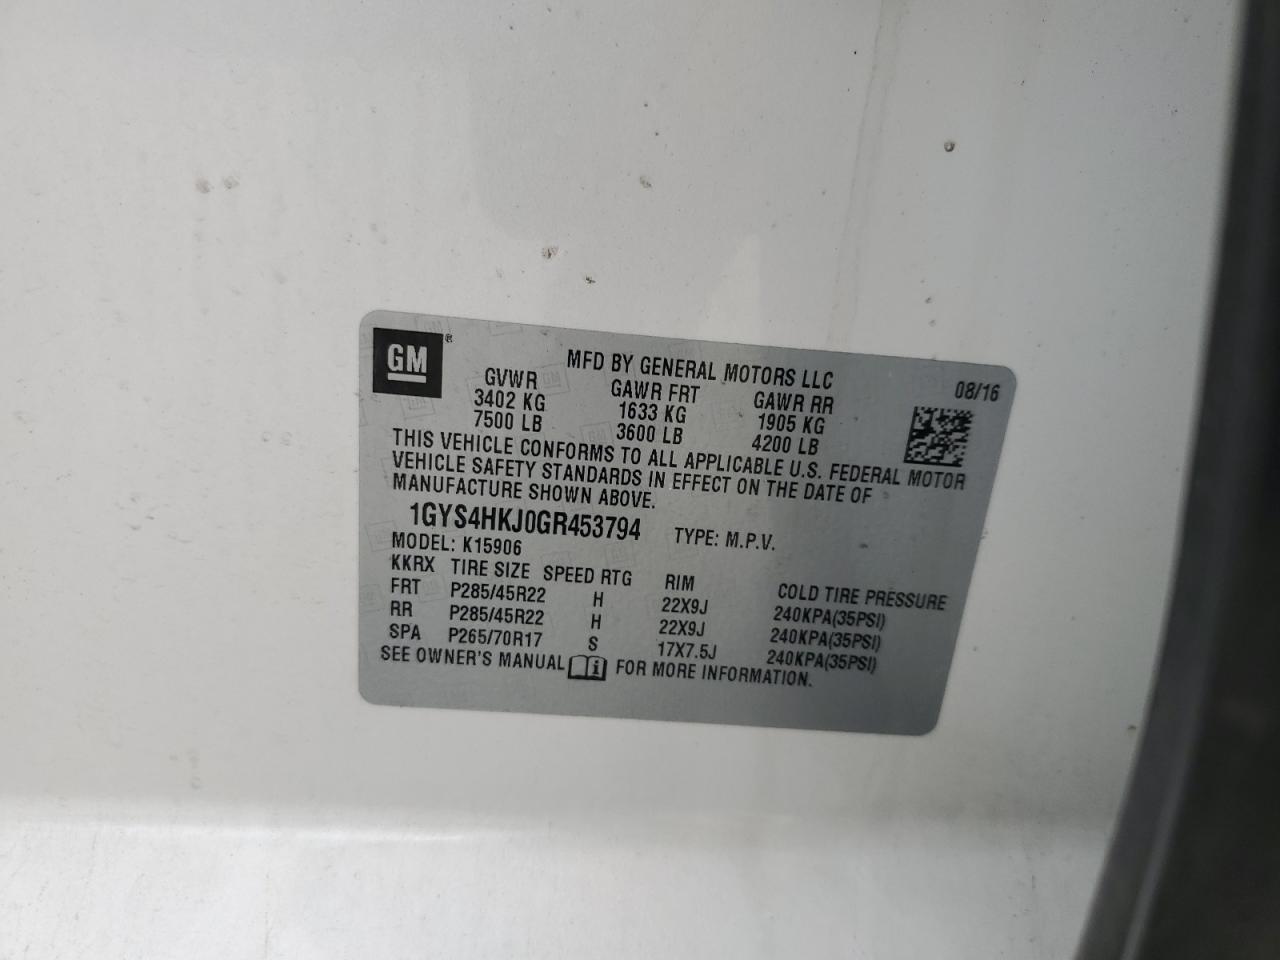 GM ®
MFD BY GENERAL MOTORS LLC 08/16
GVWR GAWR FRT GAWR RR
3402 KG 1633 KG 1905 KG
7500 LB 3600 LB 4200 LB
THIS VEHICLE CONFORMS TO ALL APPLICABLE U.S. FEDERAL MOTOR
VEHICLE SAFETY STANDARDS IN EFFECT ON THE DATE OF
MANUFACTURE SHOWN ABOVE.
1GYS4HKJ0GR453794 TYPE: M.P.V.
MODEL: K15906
KKRX TIRE SIZE SPEED RTG RIM COLD TIRE PRESSURE
FRT P285/45R22 H 22X9J 240KPA(35PSI)
RR P285/45R22 H 22X9J 240KPA(35PSI)
SPA P265/70R17 S 17X7.5J 240KPA(35PSI)
SEE OWNER'S MANUAL i FOR MORE INFORMATION.